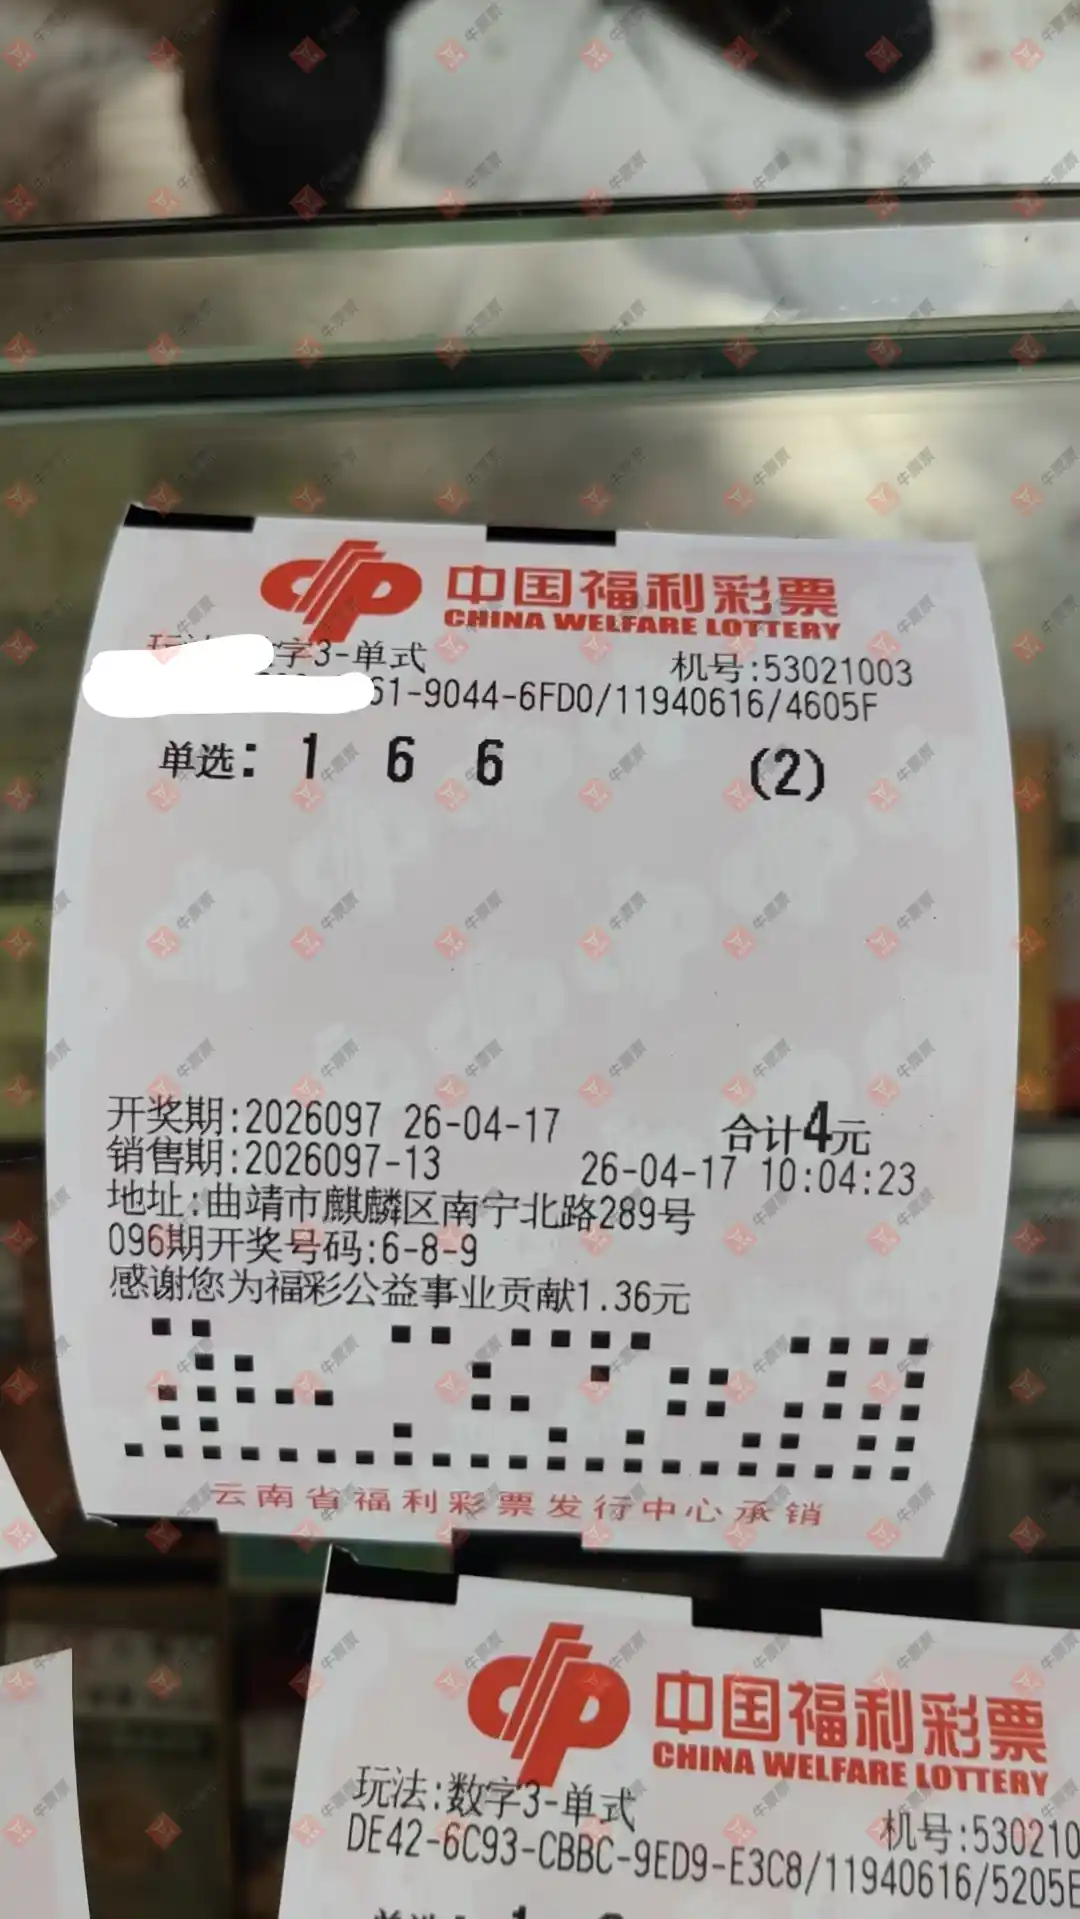 中国福利彩票
CHINA WELFARE LOTTERY
字3-单式 机号:53021003
61-9044-6FD0/11940616/4605F
单选: 1 6 6 (2)
开奖期:2026097 26-04-17 合计4元
销售期:2026097-13 26-04-17 10:04:23
地址:曲靖市麒麟区南宁北路289号
096期开奖号码:6-8-9
感谢您为福彩公益事业贡献1.36元
云南省福利彩票发行中心承销
中国福利彩票
CHINA WELFARE LOTTERY
玩法:数字3-单式 机号:530210
DE42-6C93-CBBC-9ED9-E3C8/11940616/5205E
牛票票